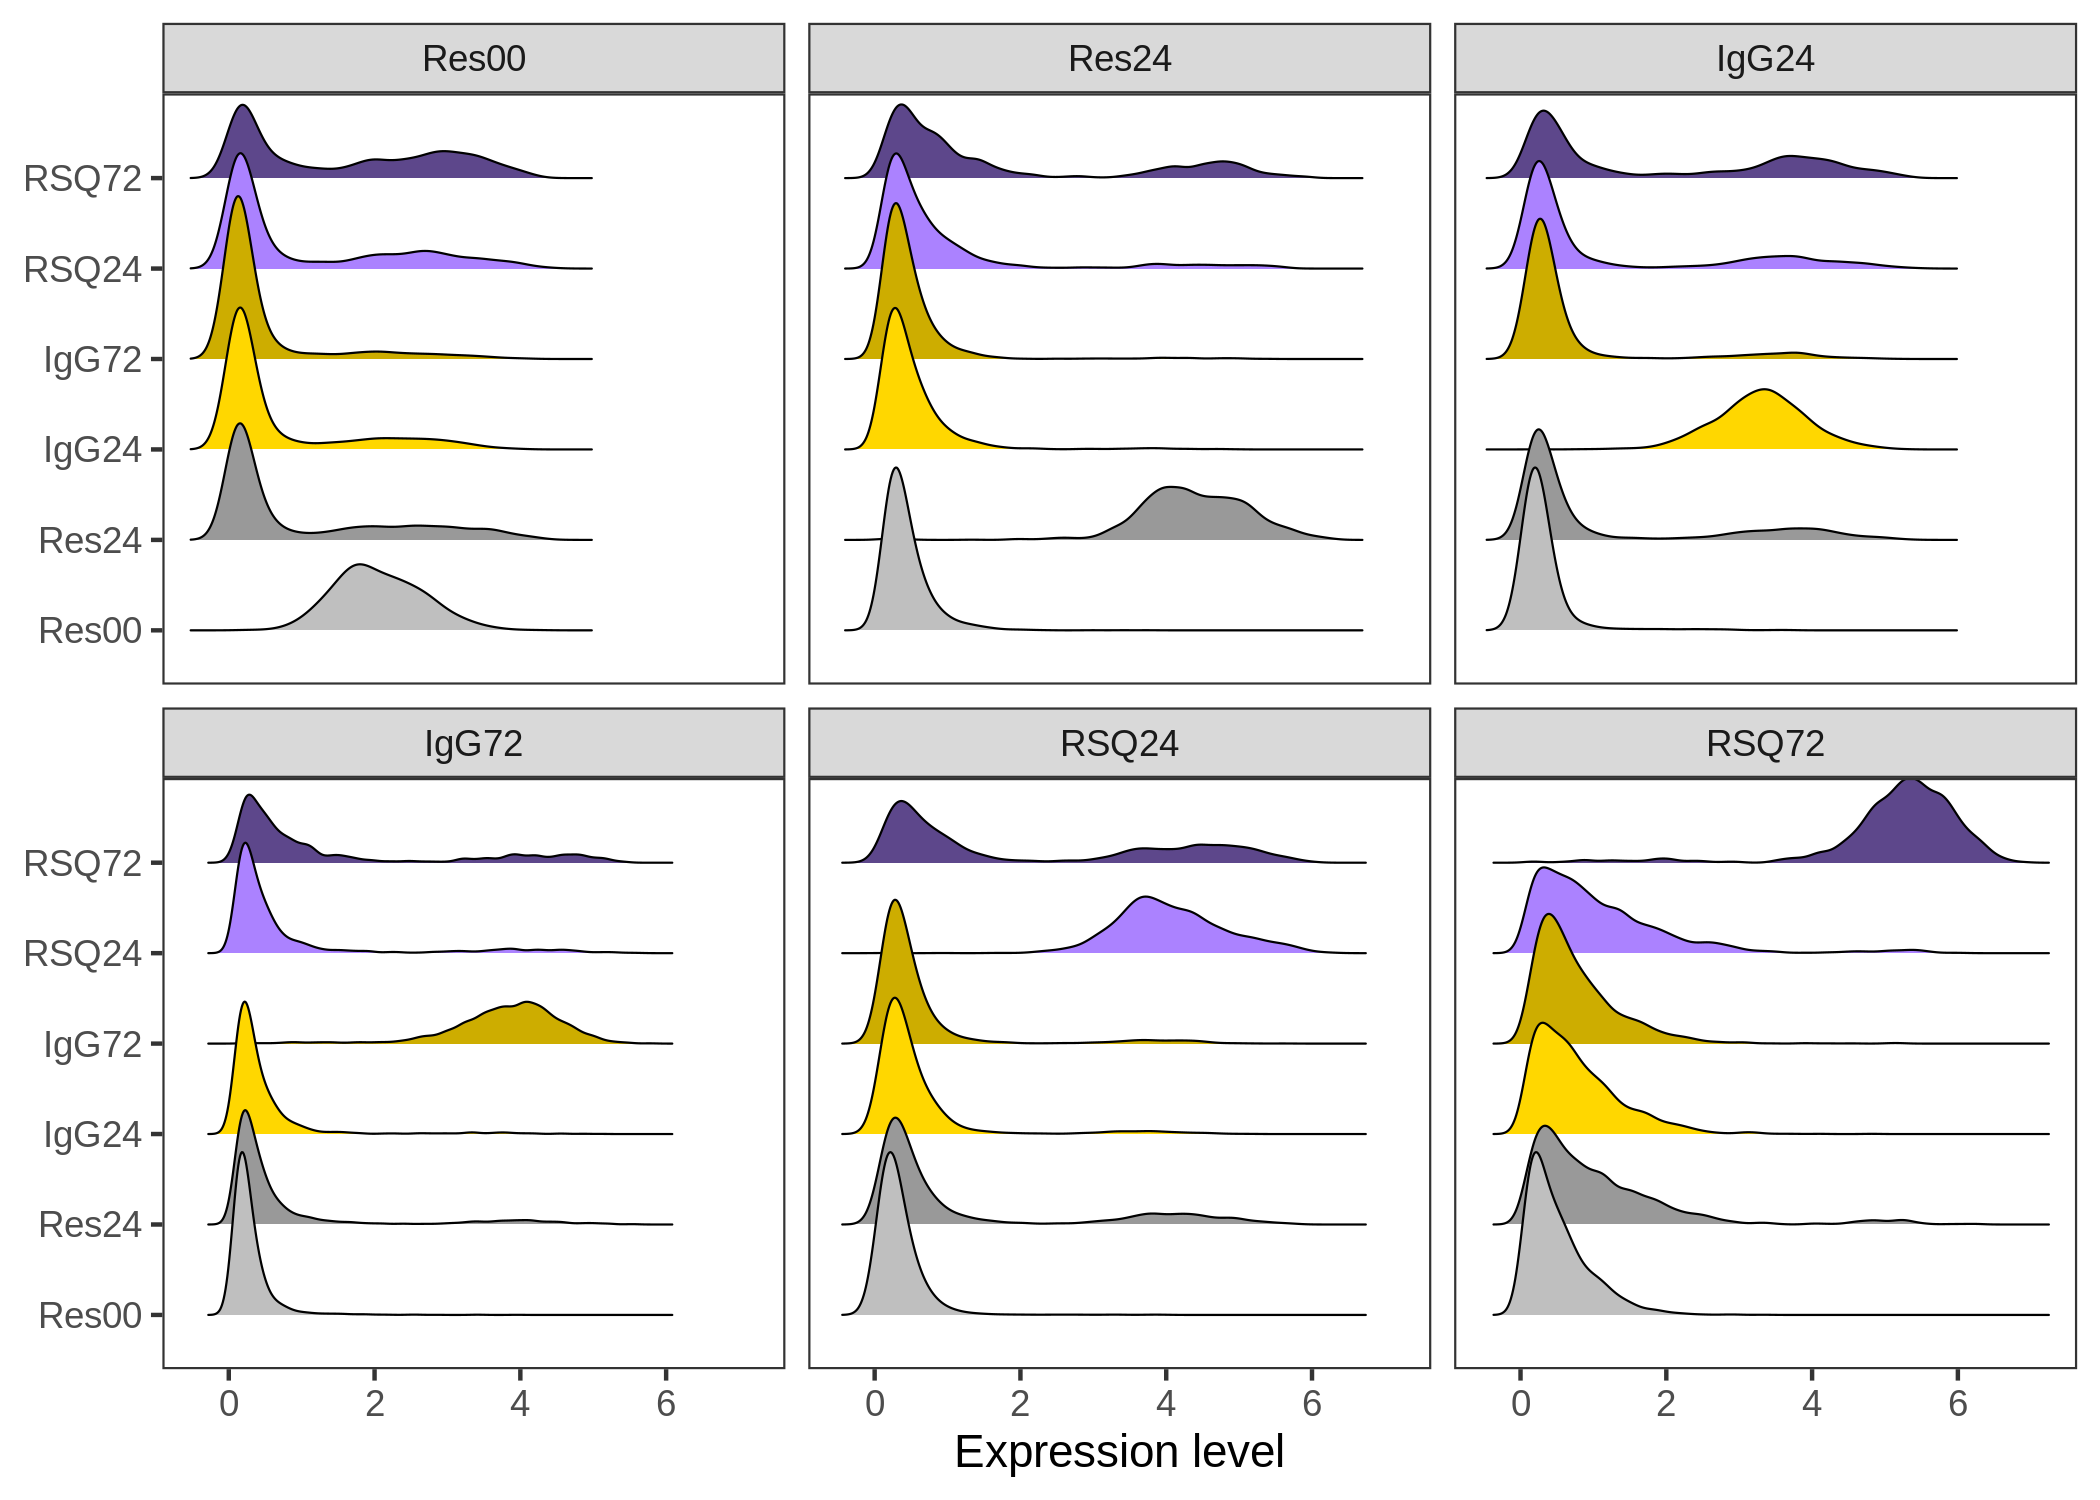 Res00 Res24 IgG24
RSQ72
RSQ24
IgG72
IgG24
Res24
Res00
IgG72 RSQ24 RSQ72
RSQ72
RSQ24
IgG72
IgG24
Res24
Res00
0 2 4 6 0 2 4 6 0 2 4 6
Expression level